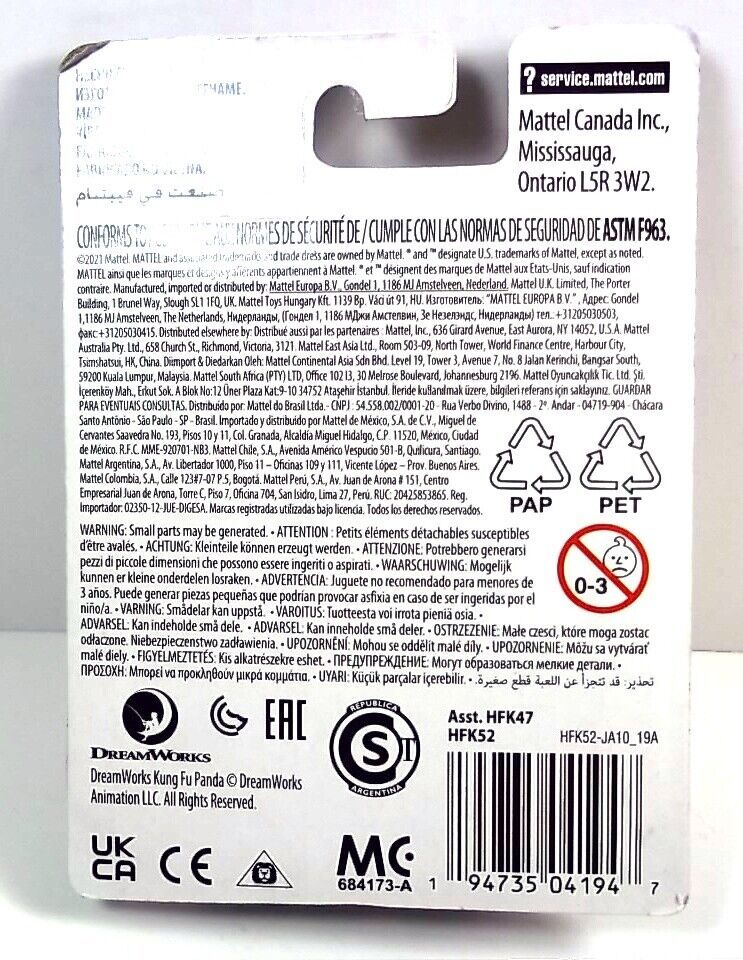 ENAME.
? service.mattel.com
Mattel Canada Inc.,
Mississauga,
Ontario L5R 3W2.
صنعت في فييتنام
CONFORMS TO NORMES DE SÉCURITÉ DE / CUMPLE CON LAS NORMAS DE SEGURIDAD DE ASTM F963.
©2021 Mattel. MATTEL and associated trademarks and trade dress are owned by Mattel. ® and ™ designate U.S. trademarks of Mattel, except as noted.
MATTEL ainsi que les marques et designs y afférents appartiennent à Mattel. ® et ™ désignent des marques de Mattel aux États-Unis, sauf indication
contraire. Manufactured, imported or distributed by: Mattel Europa B.V., Gondel 1, 1186 MJ Amstelveen, Nederland. Mattel U.K. Limited, The Porter
Building, 1 Brunel Way, Slough SL1 1FQ, UK. Mattel Toys Hungary Kft. 1139 Bp. Váci út 91, HU. Изготовитель: "MATTEL EUROPA B V.", Адрес: Gondel
1,1186 MJ Amstelveen, The Netherlands, Нидерланды, (Гондел 1, 1186 МДжи Амстелвин, Зе Незелэндс, Нидерланды) тел.: +31205030503,
факс+31205030415. Distributed elsewhere by: Distribué aussi par les partenaires : Mattel, Inc., 636 Girard Avenue, East Aurora, NY 14052, U.S.A. Mattel
Australia Pty. Ltd., 658 Church St., Richmond, Victoria, 3121. Mattel East Asia Ltd., Room 503-09, North Tower, World Finance Centre, Harbour City,
Tsimshatsui, HK, China. Diimport & Diedarkan Oleh: Mattel Continental Asia Sdn Bhd. Level 19, Tower 3, Avenue 7, No. 8 Jalan Kerinchi, Bangsar South,
59200 Kuala Lumpur, Malaysia. Mattel South Africa (PTY) LTD, Office 102 I3, 30 Melrose Boulevard, Johannesburg 2196. Mattel Oyuncakçılık Tic. Ltd. Şti,
İçerenköy Mah., Erkut Sok. A Blok No:12 Üner Plaza Kat:9-10 34752 Ataşehir İstanbul. İleride kullanılmak üzere, bilgileri referans için saklayınız. GUARDAR
PARA EVENTUAIS CONSULTAS. Distribuido por: Mattel do Brasil Ltda.- CNPJ : 54.558.002/0001-20 - Rua Verbo Divino, 1488 - 2º. Andar - 04719-904 - Chácara
Santo Antônio - São Paulo - SP - Brasil. Importado y distribuido por Mattel de México, S.A. de C.V., Miguel de
Cervantes Saavedra No. 193, Pisos 10 y 11, Col. Granada, Alcaldía Miguel Hidalgo, C.P. 11520, México, Ciudad
de México. R.F.C. MME-920701-NB3. Mattel Chile, S.A., Avenida Américo Vespucio 501-B, Quilicura, Santiago.
Mattel Argentina, S.A., Av. Libertador 1000, Piso 11 – Oficinas 109 y 111, Vicente López – Prov. Buenos Aires.
Mattel Colombia, S.A., Calle 123#7-07 P.5, Bogotá. Mattel Perú, S.A., Av. Juan de Arona # 151, Centro
Empresarial Juan de Arona, Torre C, Piso 7, Oficina 704, San Isidro, Lima 27, Perú. RUC: 20425853865. Reg.
Importador: 02350-12-JUE-DIGESA. Marcas registradas utilizadas bajo licencia. Todos los derechos reservados.
PAP
PET
WARNING: Small parts may be generated. • ATTENTION : Petits éléments détachables susceptibles
d'être avalés. • ACHTUNG: Kleinteile können erzeugt werden. • ATTENZIONE: Potrebbero generarsi
pezzi di piccole dimensioni che possono essere ingeriti o aspirati. • WAARSCHUWING: Mogelijk
kunnen er kleine onderdelen losraken. • ADVERTENCIA: Juguete no recomendado para menores de
3 años. Puede generar piezas pequeñas que podrían provocar asfixia en caso de ser ingeridas por el
niño/a. • VARNING: Smådelar kan uppstå. • VAROITUS: Tuotteesta voi irrota pieniä osia. •
ADVARSEL: Kan indeholde små dele. • ADVARSEL: Kan inneholde små deler. • OSTRZEŻENIE: Małe części, które mogą zostać
odłączone. Niebezpieczeństwo zadławienia. • UPOZORNĚNÍ: Mohou se oddělit malé díly. • UPOZORNENIE: Môžu sa vytvárať
malé diely. • FIGYELMEZTETÉS: Kis alkatrészekre eshet. • ПРЕДУПРЕЖДЕНИЕ: Могут образоваться мелкие детали. •
ΠΡΟΣΟΧΗ: Μπορεί να προκληθούν μικρά κομμάτια. • UYARI: Küçük parçalar içerebilir. • تحذير: قد تتجزأ عن اللعبة قطع صغيرة.
0-3
DREAMWORKS
EAC
REPUBLICA
S T
ARGENTINA
Asst. HFK47
HFK52
HFK52-JA10_19A
DreamWorks Kung Fu Panda © DreamWorks
Animation LLC. All Rights Reserved.
UK
CA
CE
MC
684173-A
1 94735 04194 7